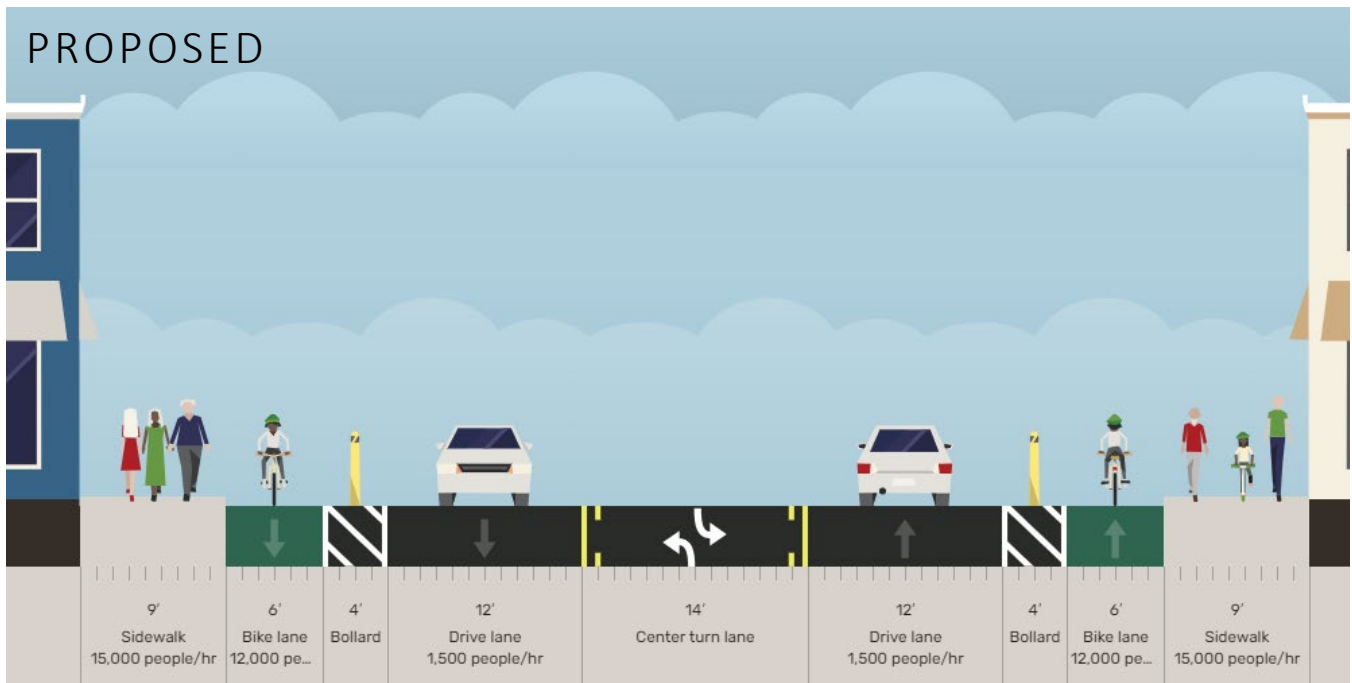 PROPOSED
9'
Sidewalk
15,000 people/hr
6'
Bike lane
12,000 pe...
4'
Bollard
12'
Drive lane
1,500 people/hr
14'
Center turn lane
12'
Drive lane
1,500 people/hr
4'
Bollard
6'
Bike lane
12,000 pe...
9'
Sidewalk
15,000 people/hr